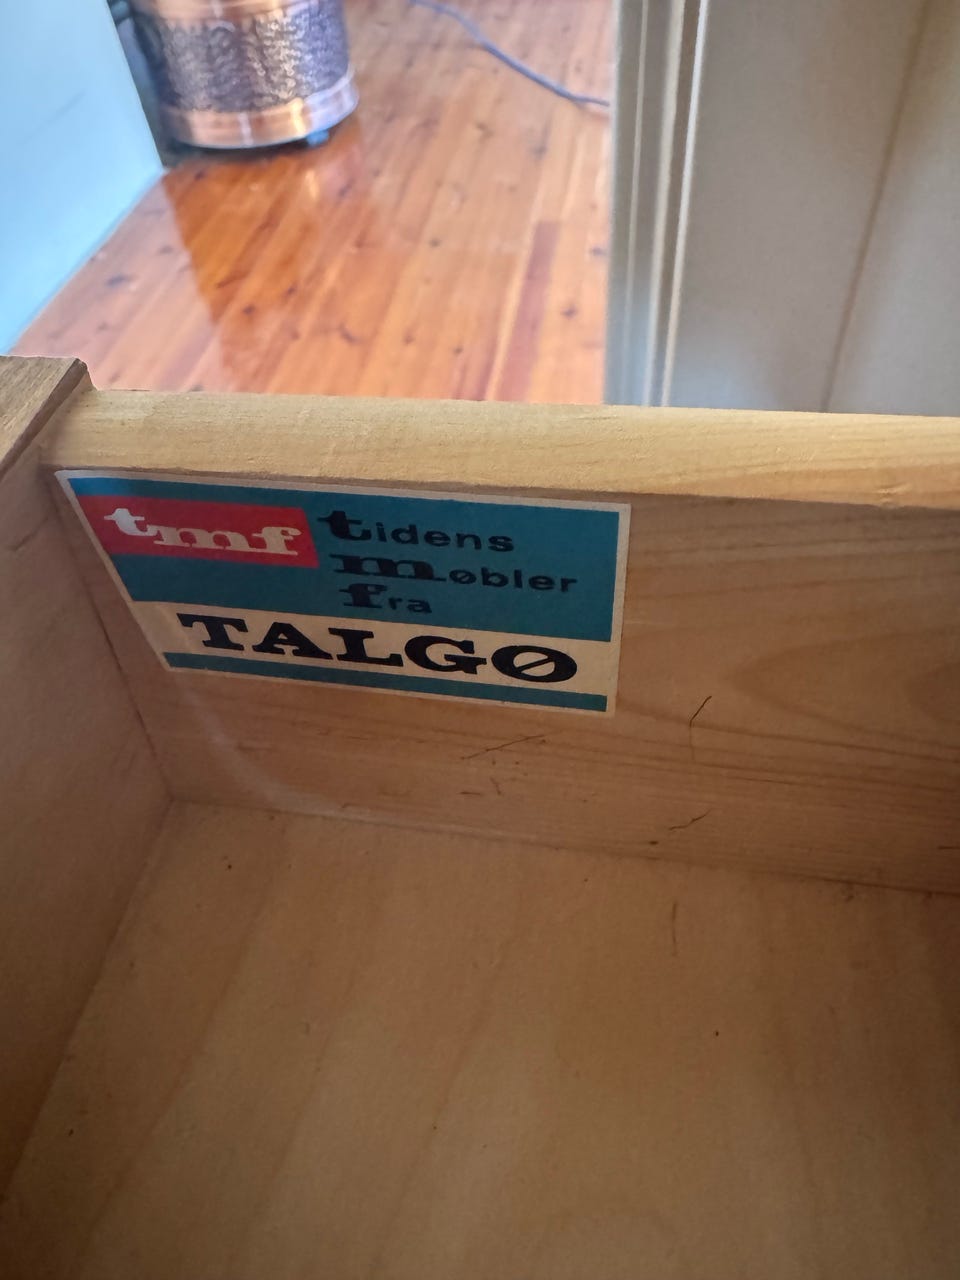 tmf tidens
møbler
fra
TALGØ